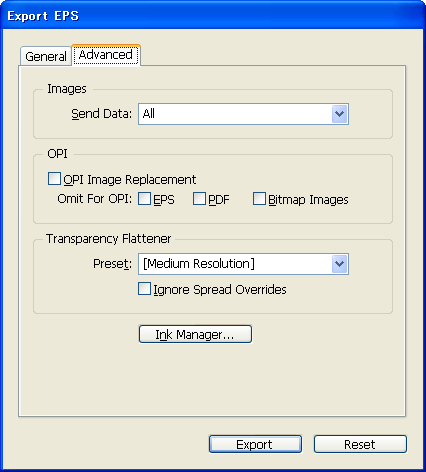 Export EPS
General Advanced
Images
Send Data: All
OPI
OPI Image Replacement
Omit For OPI: EPS PDF Bitmap Images
Transparency Flattener
Preset: [Medium Resolution]
Ignore Spread Overrides
Ink Manager...
Export Reset